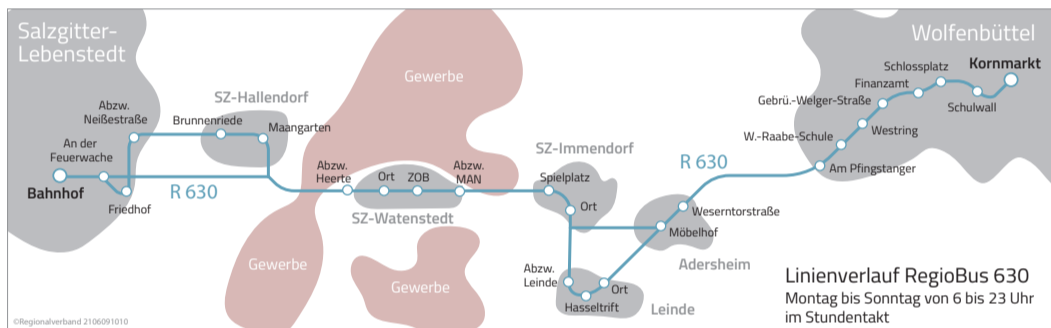 Salzgitter-
Lebenstedt
Wolfenbüttel
Kornmarkt
Schlossplatz
Finanzamt
Schulwall
Gebrü.-Welger-Straße
Westring
W.-Raabe-Schule
Am Pfingstanger
Gewerbe
SZ-Hallendorf
Abzw.
Neißestraße
Brunnenriede
Maangarten
An der
Feuerwache
Bahnhof
Friedhof
R 630
Abzw.
Heerte
Ort
ZOB
Abzw.
MAN
SZ-Watenstedt
SZ-Immendorf
Spielplatz
Ort
R 630
Weserntorstraße
Möbelhof
Adersheim
Abzw.
Leinde
Ort
Hasseltrift
Leinde
Gewerbe
Gewerbe
Linienverlauf RegioBus 630
Montag bis Sonntag von 6 bis 23 Uhr
im Stundentakt
©Regionalverband 2106091010